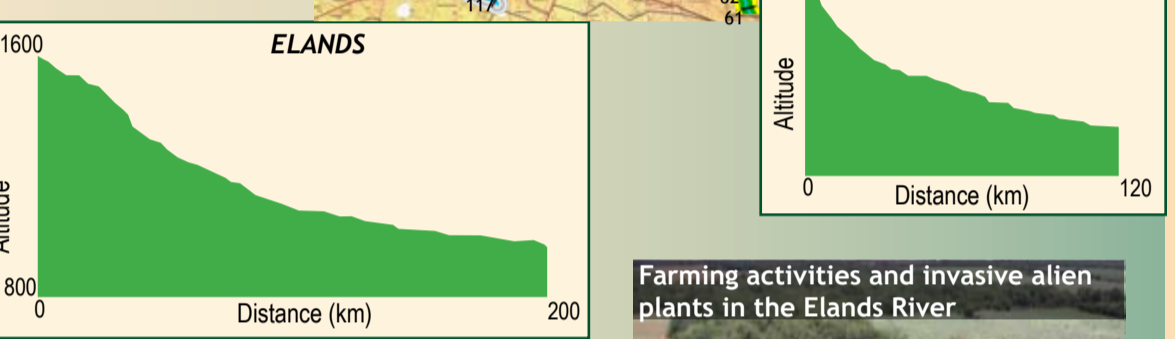 117
61
1600
ELANDS
Altitude
800
0
Distance (km)
200
Altitude
0
Distance (km)
120
Farming activities and invasive alien
plants in the Elands River